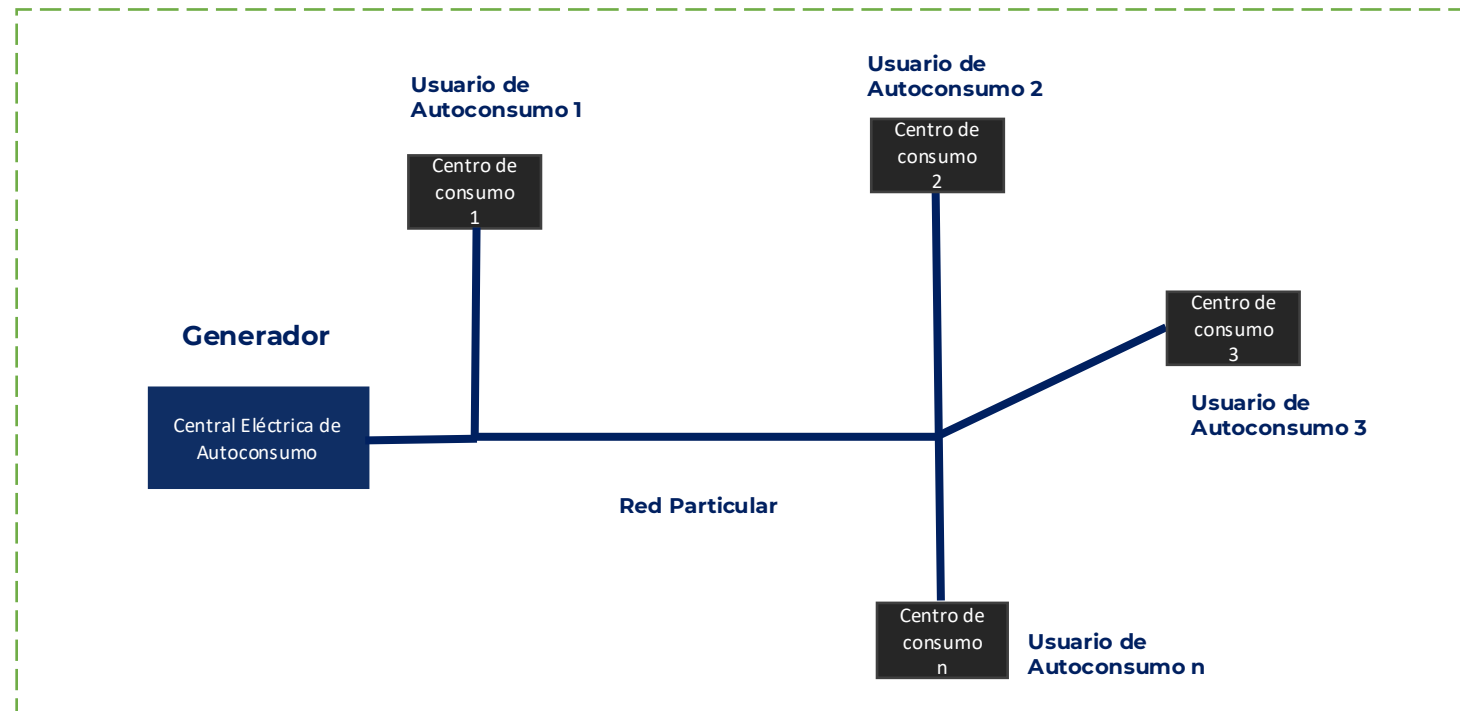 Usuario de
Autoconsumo 1
Centro de
consumo
1
Usuario de
Autoconsumo 2
Centro de
consumo
2
Centro de
consumo
3
Usuario de
Autoconsumo 3
Generador
Central Eléctrica de
Autoconsumo
Red Particular
Centro de
consumo
n
Usuario de
Autoconsumo n